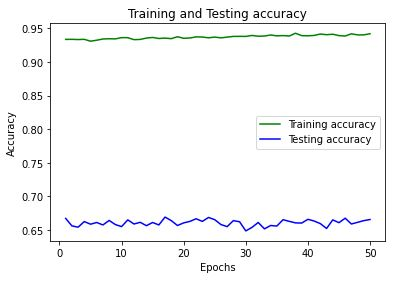 Training and Testing accuracy
0.95
0.90
0.85
0.80
0.75
0.70
0.65
Accuracy
Training accuracy
Testing accuracy
0 10 20 30 40 50
Epochs